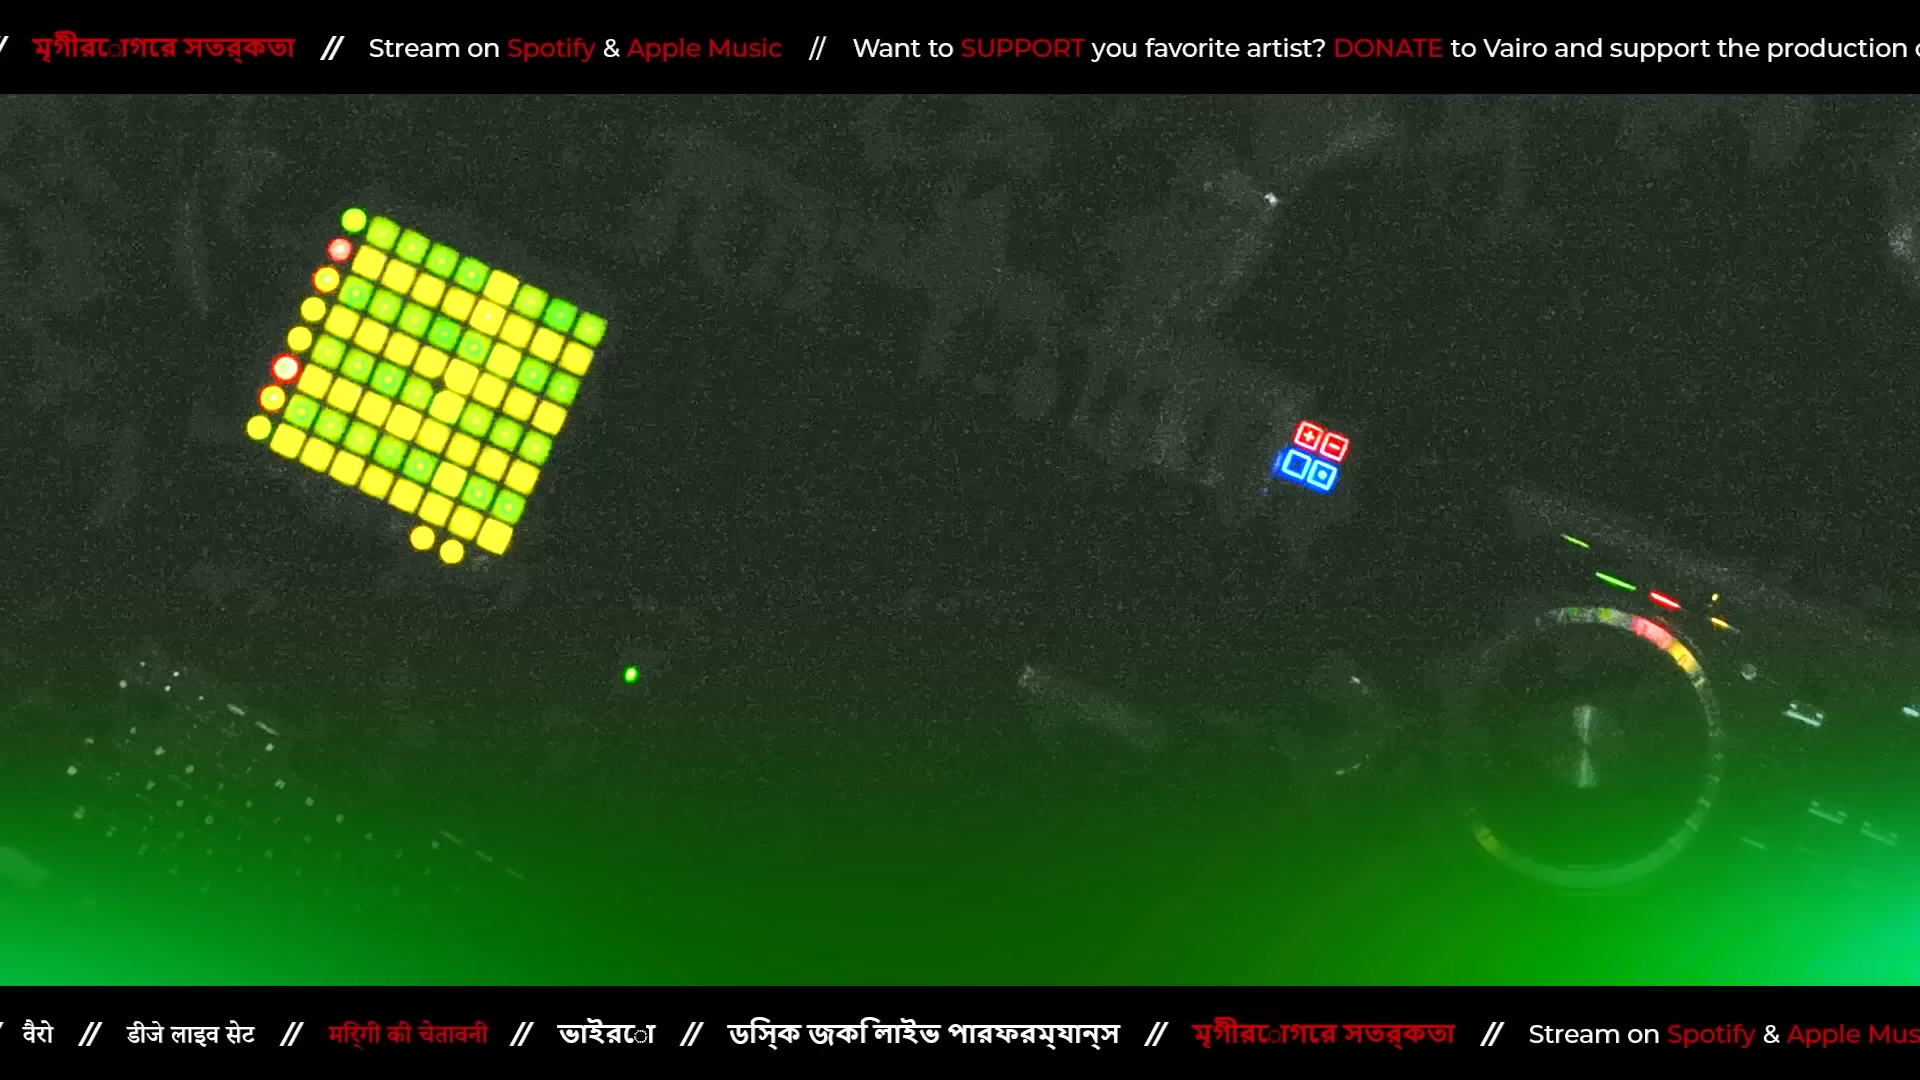 // মৃগীরোগের সতর্কতা // Stream on Spotify & Apple Music // Want to SUPPORT you favorite artist? DONATE to Vairo and support the production
// वैरो // डीजे लाइव सेट // मिर्गी की चेतावनी // ভাইরো // ডিস্ক জকি লাইভ পারফরম্যান্স // মৃগীরোগের সতর্কতা // Stream on Spotify & Apple Mus